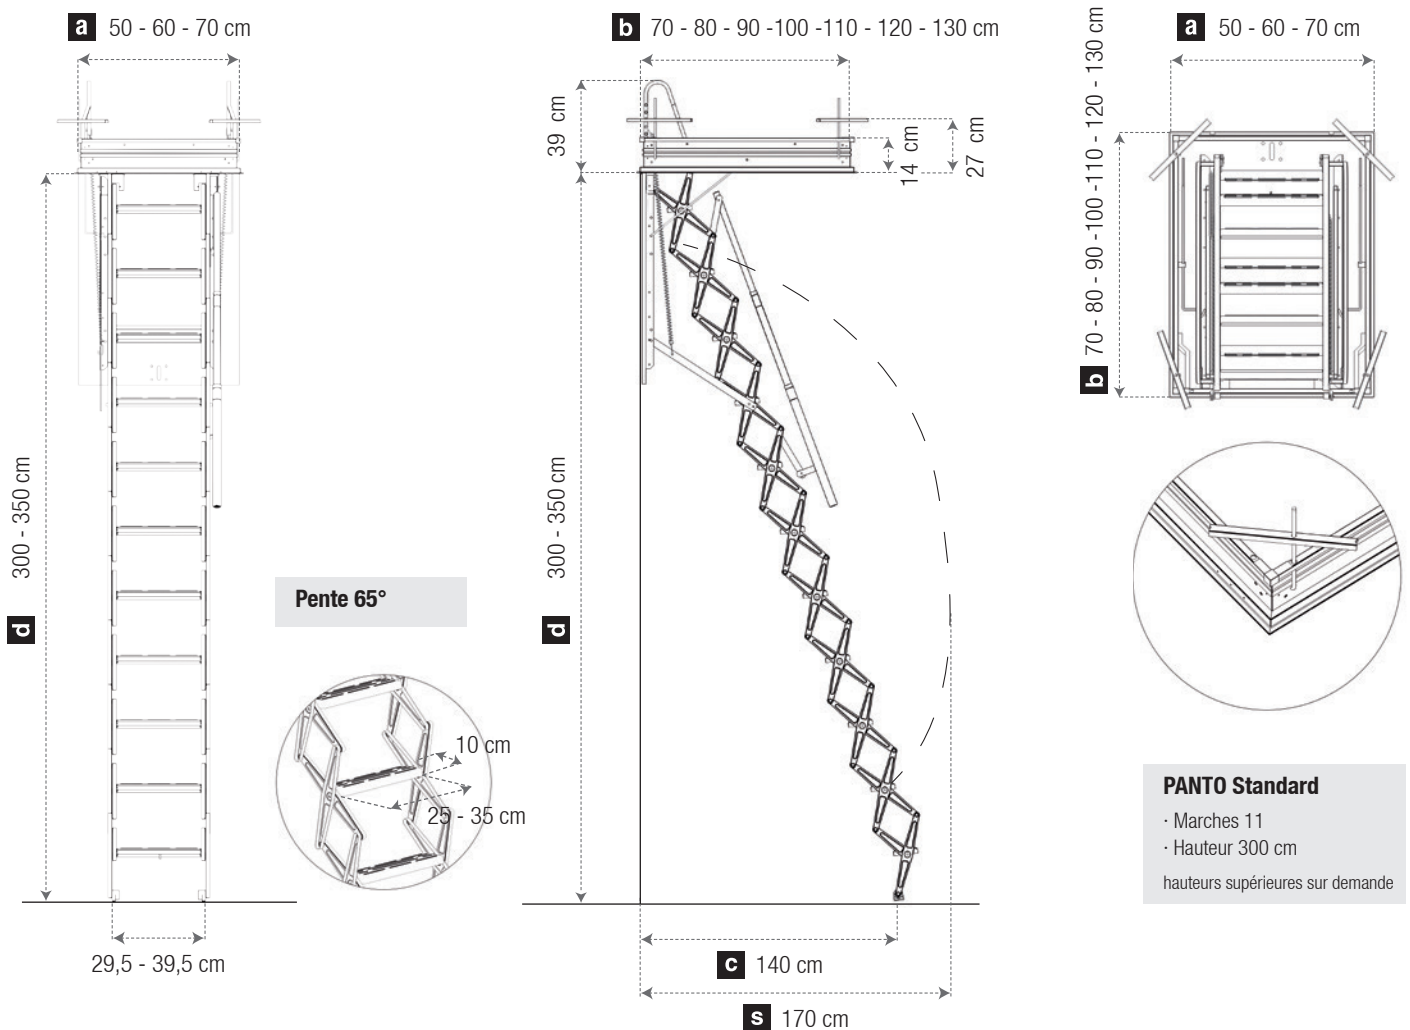 a 50 - 60 - 70 cm
b 70 - 80 - 90 -100 -110 - 120 - 130 cm
a 50 - 60 - 70 cm
39 cm
14 cm
27 cm
b 70 - 80 - 90 -100 -110 - 120 - 130 cm
d 300 - 350 cm
d 300 - 350 cm
Pente 65°
10 cm
25 - 35 cm
29,5 - 39,5 cm
c 140 cm
s 170 cm
PANTO Standard
· Marches 11
· Hauteur 300 cm
hauteurs supérieures sur demande